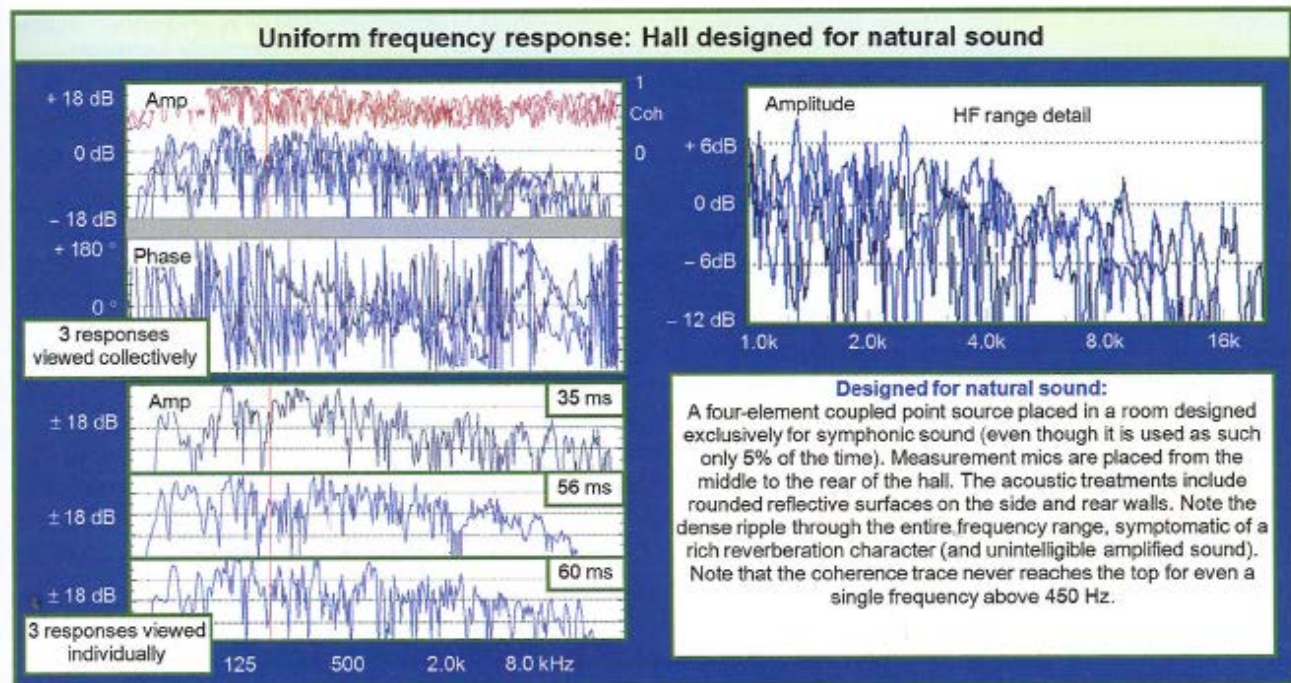 Uniform frequency response: Hall designed for natural sound
+ 18 dB
Amp
1
Coh
0 dB
0
– 18 dB
+ 180 °
Phase
0 °
3 responses
viewed collectively
Amp
35 ms
± 18 dB
56 ms
± 18 dB
60 ms
± 18 dB
3 responses viewed
individually
125 500 2.0k 8.0 kHz
Amplitude
HF range detail
+ 6dB
0 dB
– 6dB
– 12 dB
1.0k 2.0k 4.0k 8.0k 16k
Designed for natural sound:
A four-element coupled point source placed in a room designed
exclusively for symphonic sound (even though it is used as such
only 5% of the time). Measurement mics are placed from the
middle to the rear of the hall. The acoustic treatments include
rounded reflective surfaces on the side and rear walls. Note the
dense ripple through the entire frequency range, symptomatic of a
rich reverberation character (and unintelligible amplified sound).
Note that the coherence trace never reaches the top for even a
single frequency above 450 Hz.